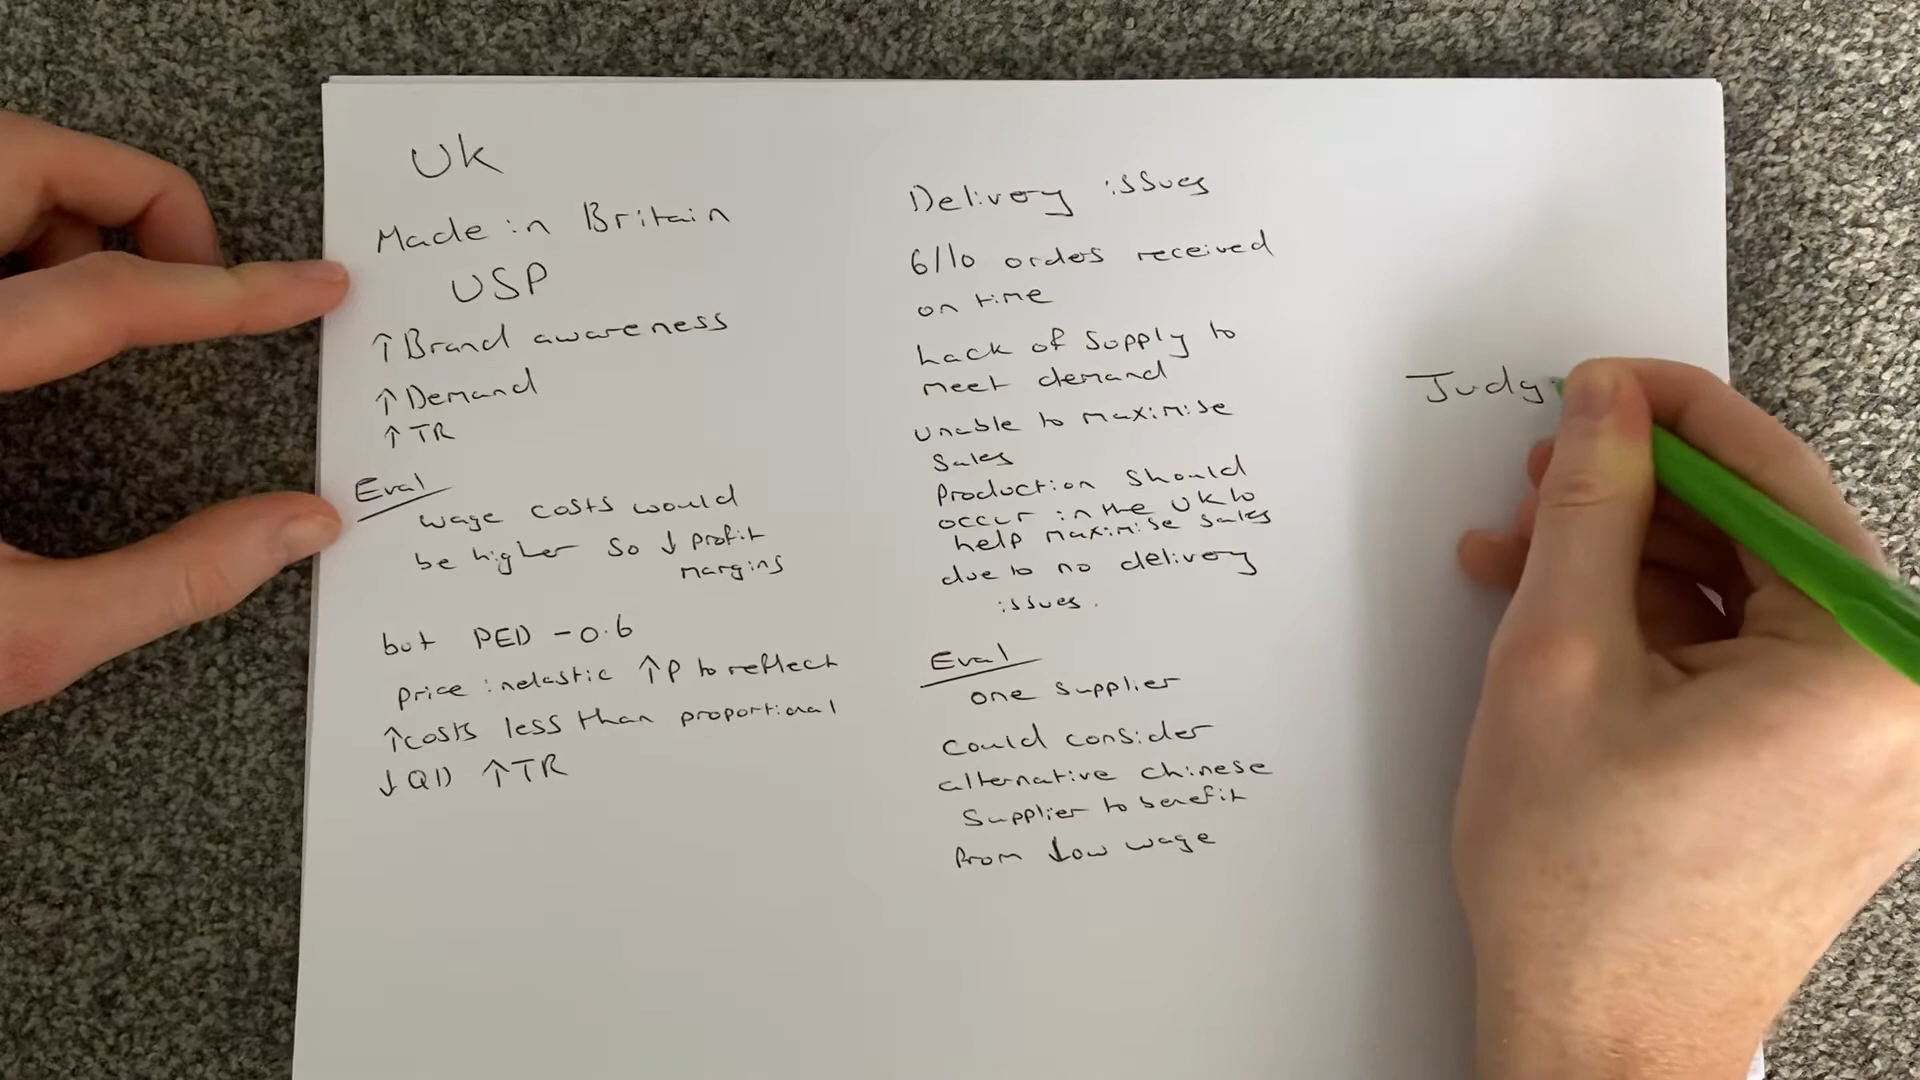 UK
Made in Britain
USP
↑ Brand awareness
↑ Demand
↑ TR
Eval
wage costs would
be higher so ↓ profit
margins
but PED -0.6
price inelastic ↑P to reflect
↑costs less than proportional
↓ QD ↑TR
Delivery issues
6/10 orders received
on time
Lack of supply to
meet demand
unable to maximise
sales
Production should
occur in the UK to
help maximise sales
due to no delivery
issues.
Eval
one supplier
could consider
alternative chinese
supplier to benefit
from low wage
Judg